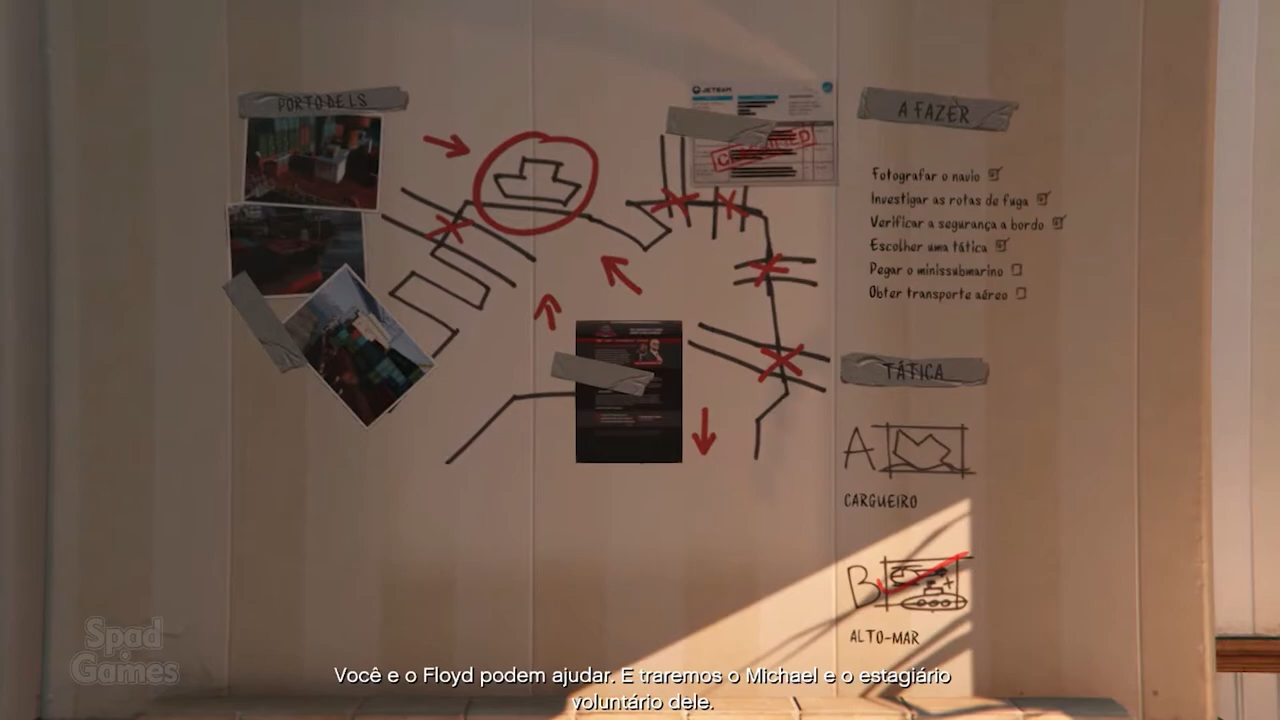 PORTO DE LS
JETSAM
A FAZER
Fotografar o navio
Investigar as rotas de fuga
Verificar a segurança a bordo
Escolher uma tática
Pegar o minissubmarino
Obter transporte aéreo
TÁTICA
A
CARGUEIRO
B
ALTO-MAR
Spad
Games
Você e o Floyd podem ajudar. E traremos o Michael e o estagiário
voluntário dele.